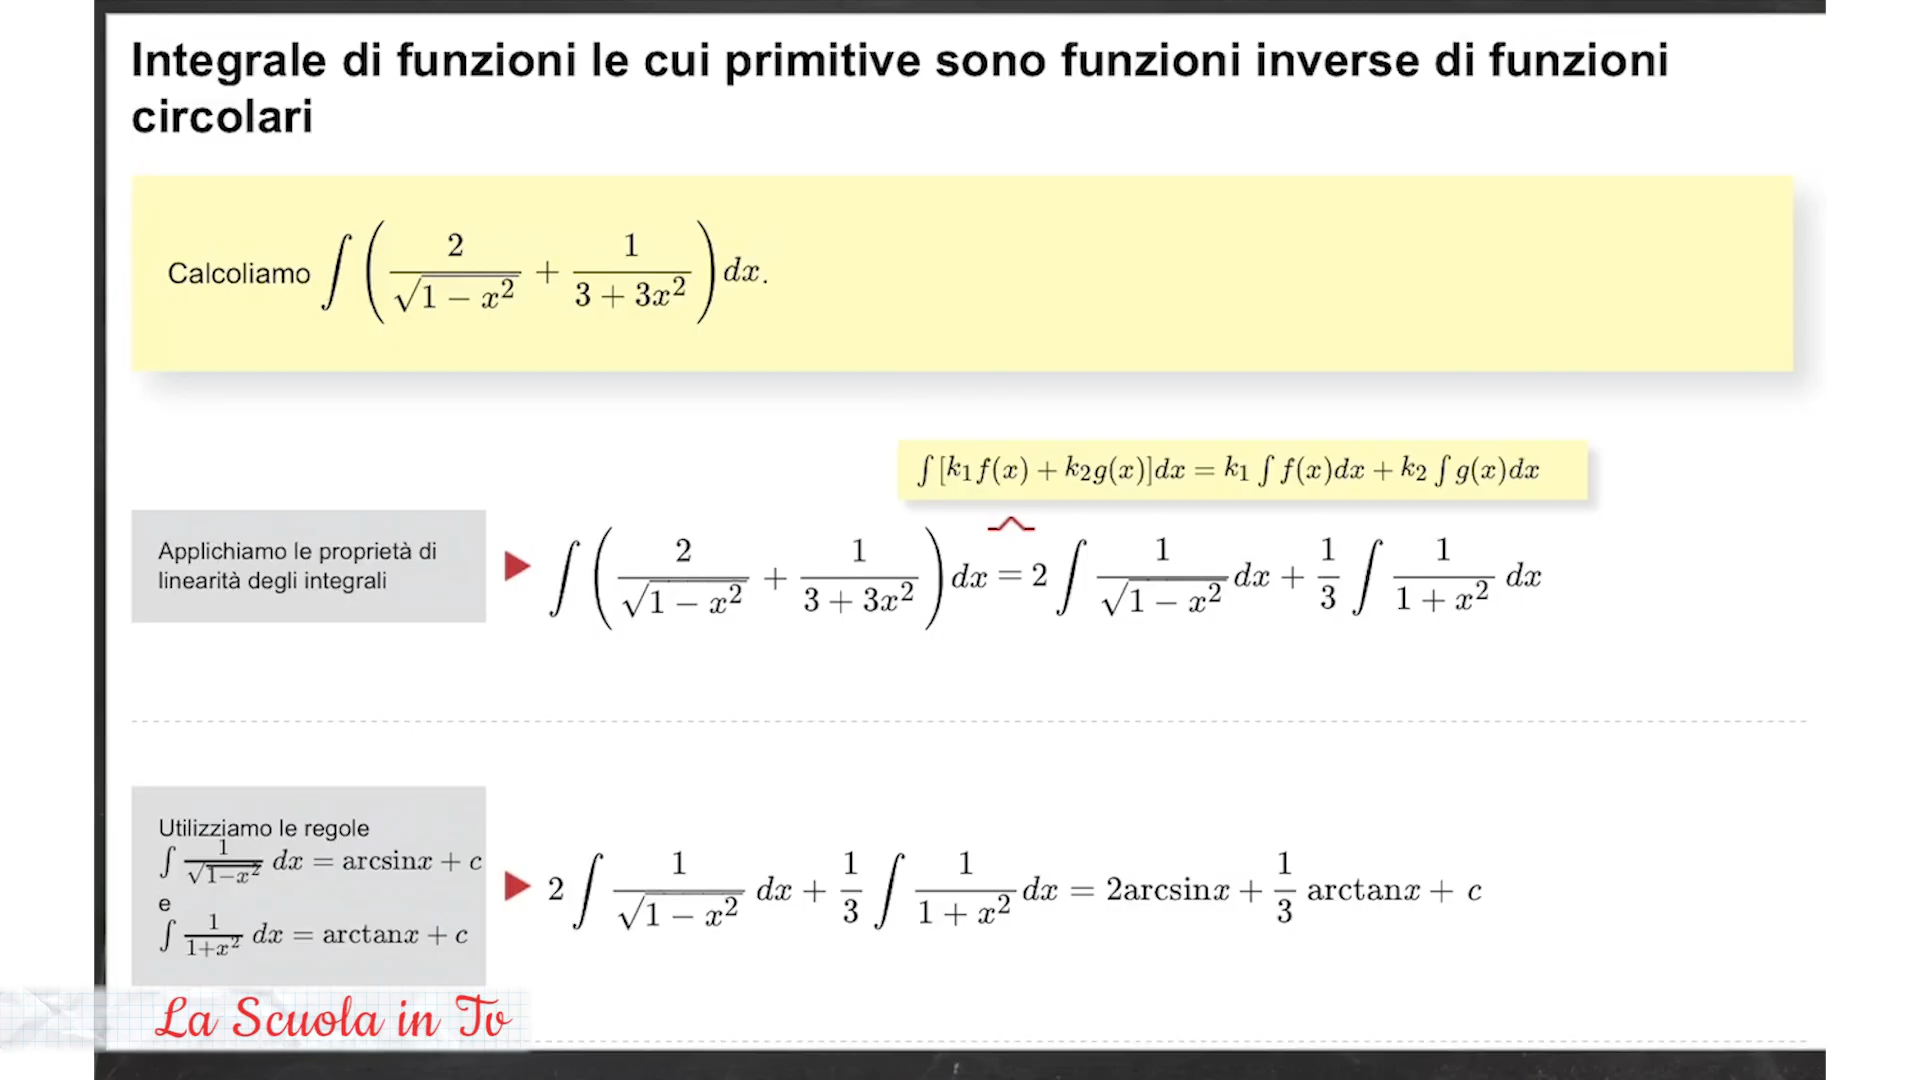 Integrale di funzioni le cui primitive sono funzioni inverse di funzioni
circolari
Calcoliamo ∫ ( 2/√(1 − x²) + 1/(3 + 3x²) ) dx.
∫ [k₁f(x) + k₂g(x)]dx = k₁ ∫ f(x)dx + k₂ ∫ g(x)dx
Applichiamo le proprietà di
linearità degli integrali
∫ ( 2/√(1 − x²) + 1/(3 + 3x²) ) dx = 2 ∫ 1/√(1 − x²) dx + 1/3 ∫ 1/(1 + x²) dx
Utilizziamo le regole
∫ 1/√(1−x²) dx = arcsinx + c
e
∫ 1/(1+x²) dx = arctanx + c
2 ∫ 1/√(1 − x²) dx + 1/3 ∫ 1/(1 + x²) dx = 2arcsinx + 1/3 arctanx + c
La Scuola in Tv